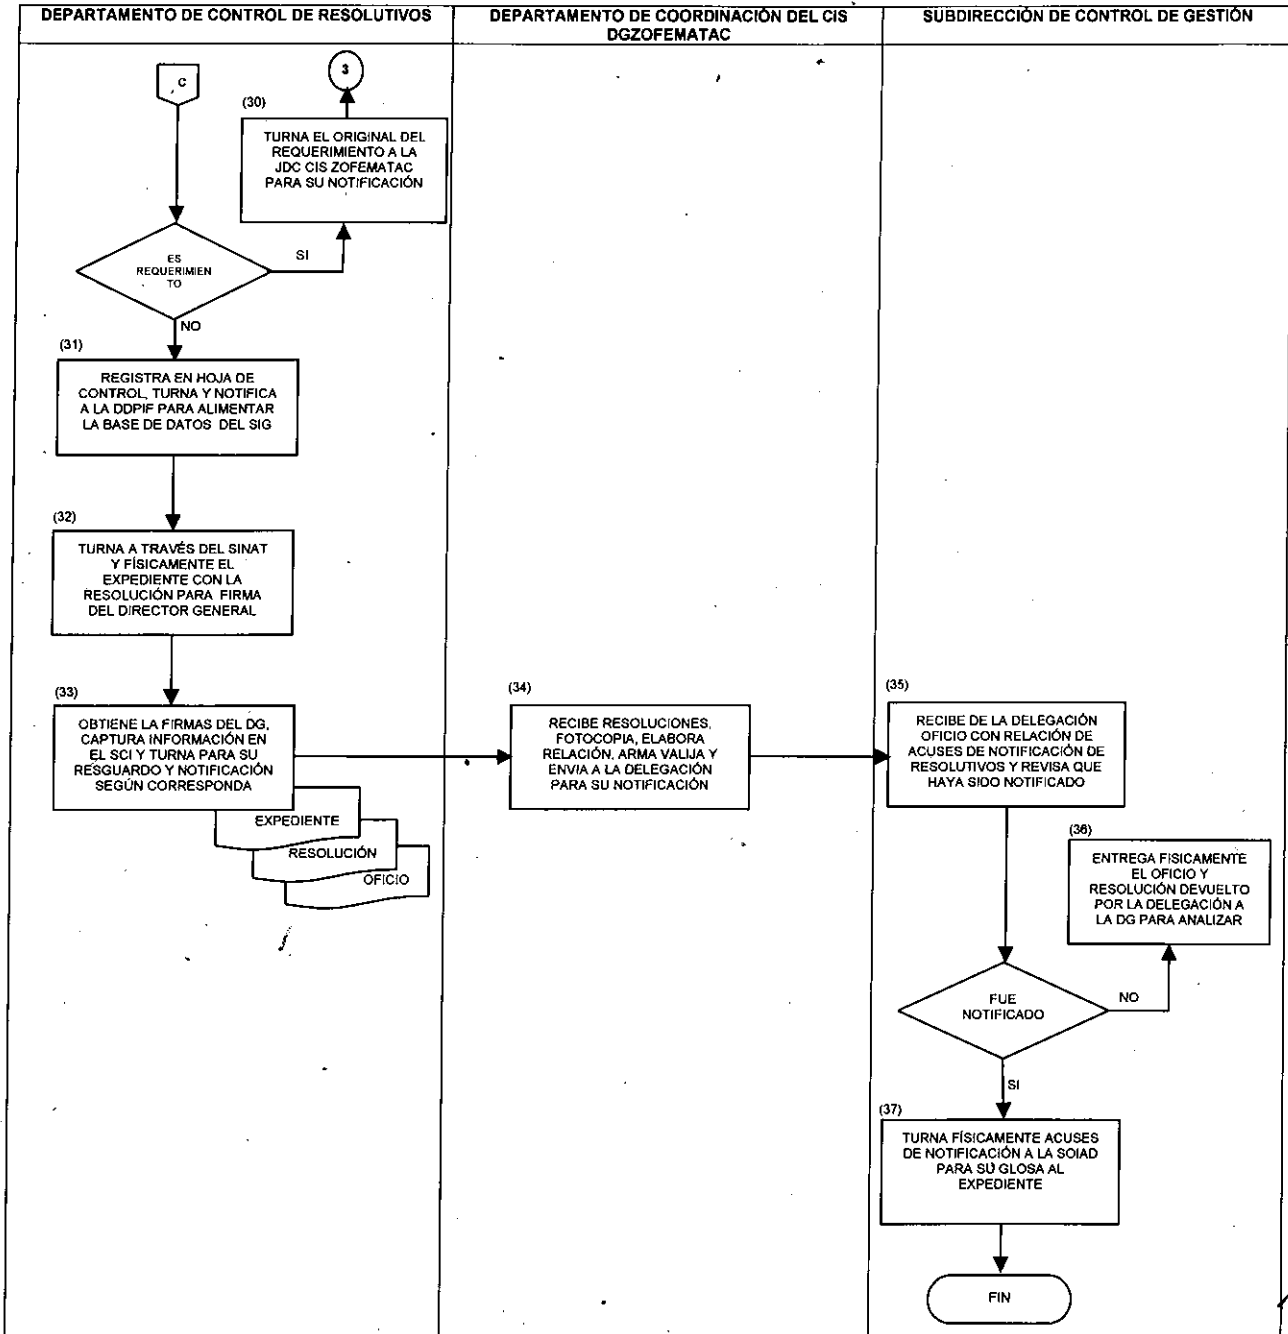 DEPARTAMENTO DE CONTROL DE RESOLUTIVOS
DEPARTAMENTO DE COORDINACIÓN DEL CIS
DGZOFEMATAC
SUBDIRECCIÓN DE CONTROL DE GESTIÓN
C
3
(30)
TURNA EL ORIGINAL DEL
REQUERIMIENTO A LA
JDC CIS ZOFEMATAC
PARA SU NOTIFICACIÓN
ES
REQUERIMIEN
TO
SI
NO
(31)
REGISTRA EN HOJA DE
CONTROL, TURNA Y NOTIFICA
A LA DDPIF PARA ALIMENTAR
LA BASE DE DATOS DEL SIG
(32)
TURNA A TRAVÉS DEL SINAT
Y FÍSICAMENTE EL
EXPEDIENTE CON LA
RESOLUCIÓN PARA FIRMA
DEL DIRECTOR GENERAL
(33)
OBTIENE LA FIRMAS DEL DG,
CAPTURA INFORMACIÓN EN
EL SCI Y TURNA PARA SU
RESGUARDO Y NOTIFICACIÓN
SEGÚN CORRESPONDA
EXPEDIENTE
RESOLUCIÓN
OFICIO
(34)
RECIBE RESOLUCIONES,
FOTOCOPIA, ELABORA
RELACIÓN, ARMA VALIJA Y
ENVIA A LA DELEGACIÓN
PARA SU NOTIFICACIÓN
(35)
RECIBE DE LA DELEGACIÓN
OFICIO CON RELACIÓN DE
ACUSES DE NOTIFICACIÓN DE
RESOLUTIVOS Y REVISA QUE
HAYA SIDO NOTIFICADO
(36)
ENTREGA FISICAMENTE
EL OFICIO Y
RESOLUCIÓN DEVUELTO
POR LA DELEGACIÓN A
LA DG PARA ANALIZAR
FUE
NOTIFICADO
NO
SI
(37)
TURNA FÍSICAMENTE ACUSES
DE NOTIFICACIÓN A LA SOIAD
PARA SU GLOSA AL
EXPEDIENTE
FIN